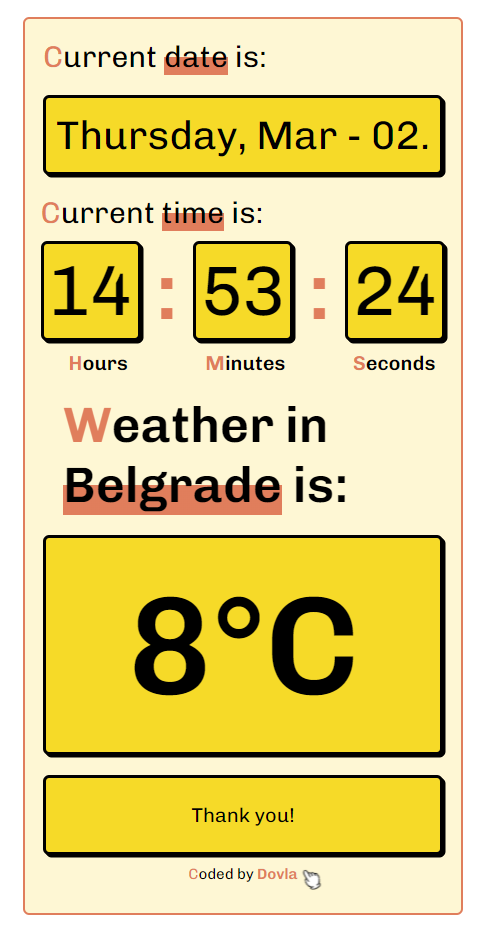 Current date is:
Thursday, Mar - 02.
Current time is:
14 : 53 : 24
Hours Minutes Seconds
Weather in
Belgrade is:
8°C
Thank you!
Coded by Dovla